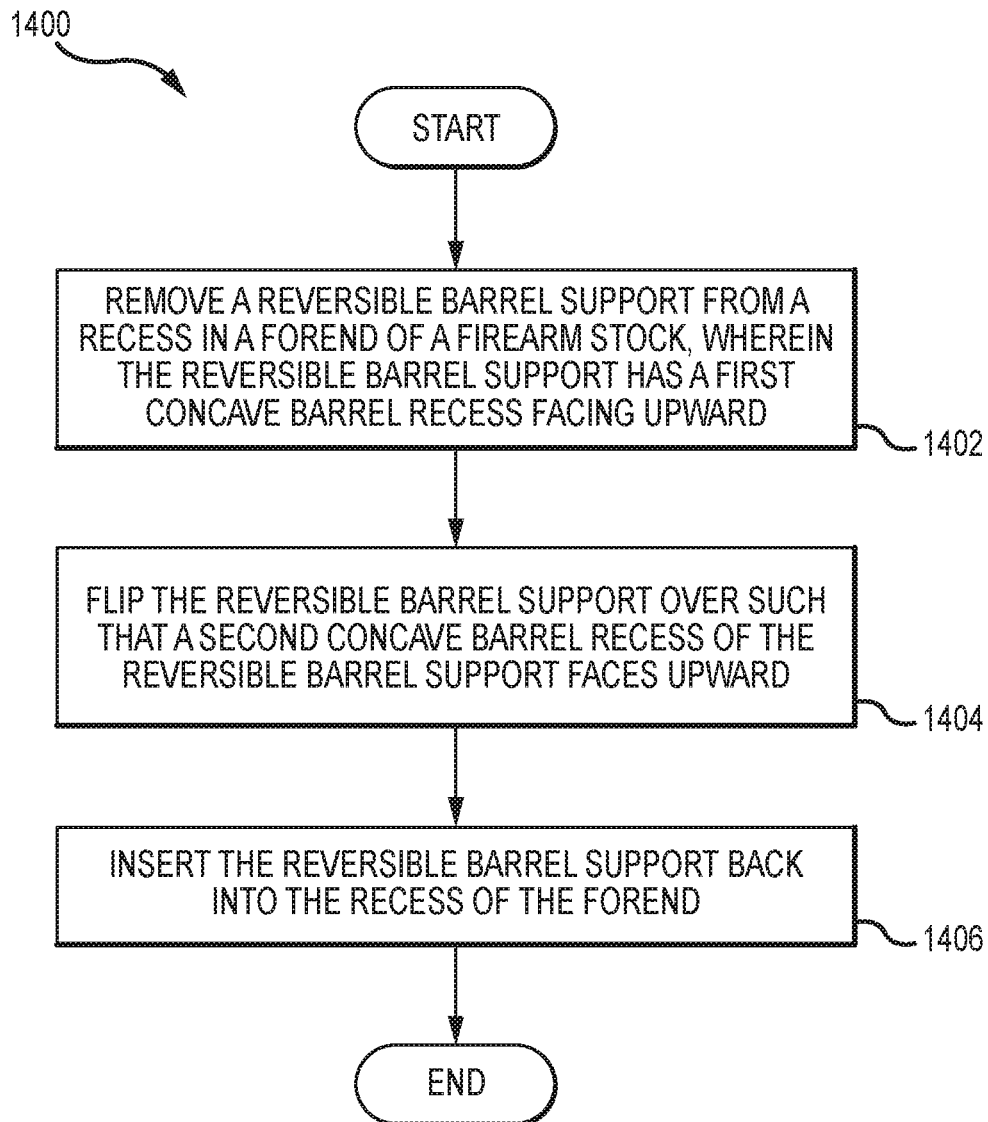 1400
START
REMOVE A REVERSIBLE BARREL SUPPORT FROM A
RECESS IN A FOREND OF A FIREARM STOCK, WHEREIN
THE REVERSIBLE BARREL SUPPORT HAS A FIRST
CONCAVE BARREL RECESS FACING UPWARD
1402
FLIP THE REVERSIBLE BARREL SUPPORT OVER SUCH
THAT A SECOND CONCAVE BARREL RECESS OF THE
REVERSIBLE BARREL SUPPORT FACES UPWARD
1404
INSERT THE REVERSIBLE BARREL SUPPORT BACK
INTO THE RECESS OF THE FOREND
1406
END